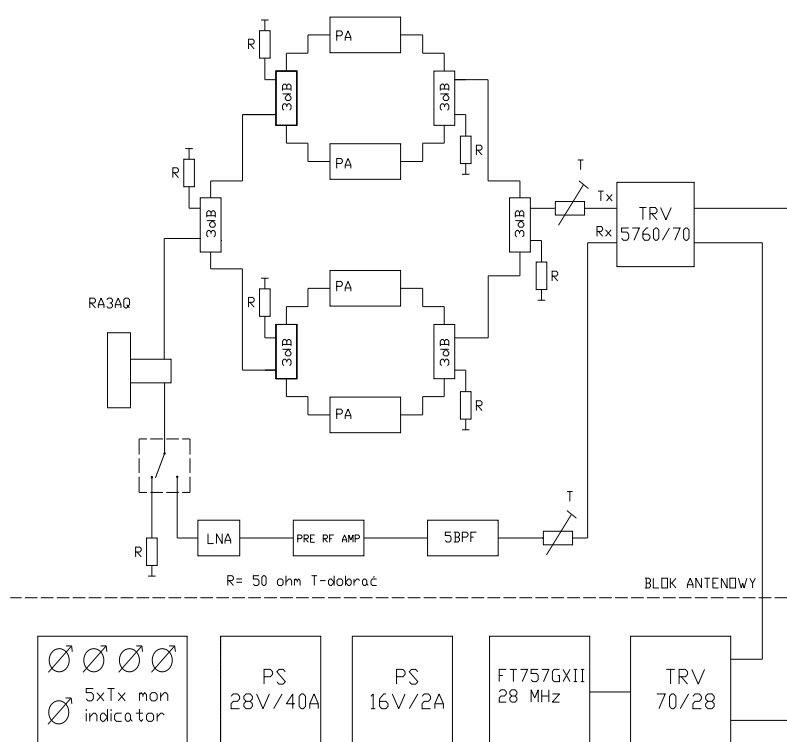 R
PA
3dB
3dB
PA
R
R
T
Tx
TRV
5760/70
3dB
3dB
Rx
R
R
PA
RA3AQ
3dB
3dB
PA
R
T
R
LNA
PRE RF AMP
5BPF
R= 50 ohm T-dobrać
BLOK ANTENOWY
5xTx mon
indicator
PS
28V/40A
PS
16V/2A
FT757GXII
28 MHz
TRV
70/28